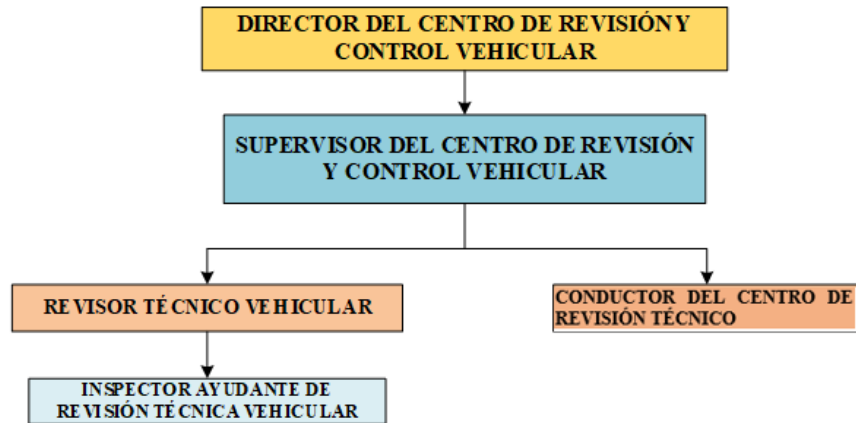 DIRECTOR DEL CENTRO DE REVISIÓN Y
CONTROL VEHICULAR
SUPERVISOR DEL CENTRO DE REVISIÓN
Y CONTROL VEHICULAR
REVISOR TÉCNICO VEHICULAR
CONDUCTOR DEL CENTRO DE
REVISIÓN TÉCNICO
INSPECTOR AYUDANTE DE
REVISIÓN TÉCNICA VEHICULAR